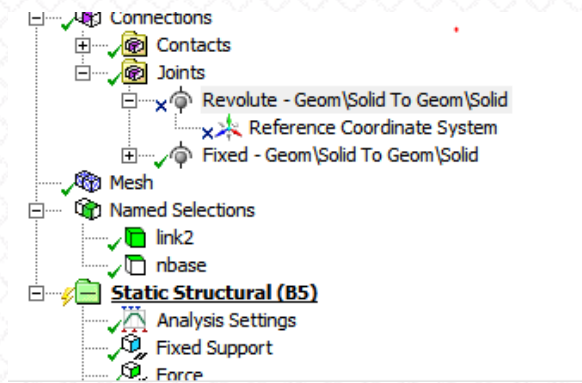 Connections
Contacts
Joints
Revolute - Geom\Solid To Geom\Solid
Reference Coordinate System
Fixed - Geom\Solid To Geom\Solid
Mesh
Named Selections
link2
nbase
Static Structural (B5)
Analysis Settings
Fixed Support
Force